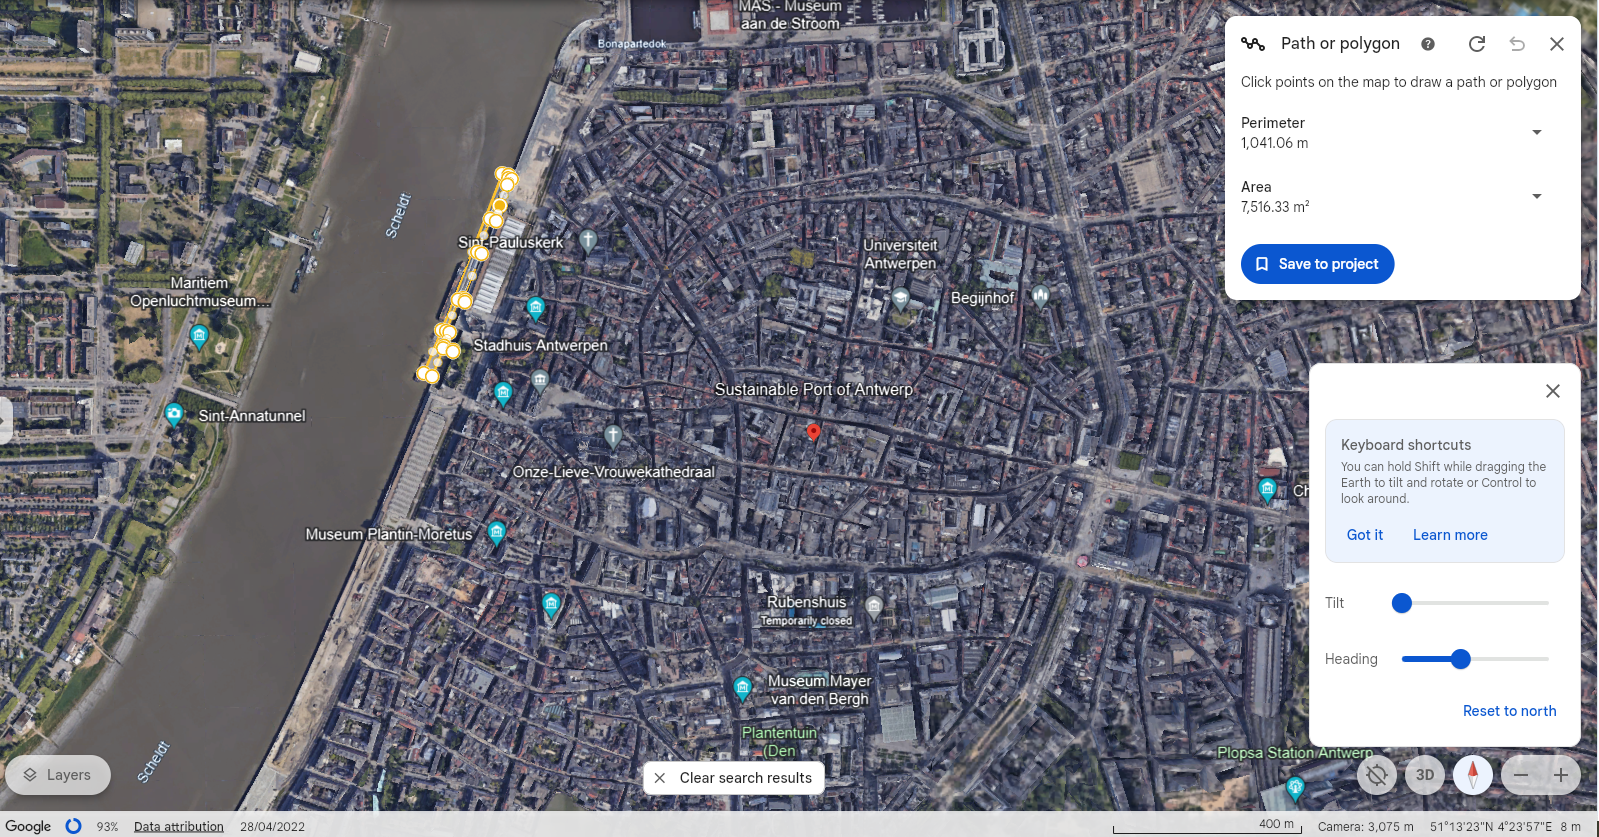 MAS - Museum
aan de Stroom
Bonapartedok
Scheldt
Sint-Pauluskerk
Universiteit
Antwerpen
Begijnhof
Maritiem
Openluchtmuseum...
Stadhuis Antwerpen
Sustainable Port of Antwerp
Sint-Annatunnel
Onze-Lieve-Vrouwekathedraal
Ch
Museum Plantin-Moretus
Rubenshuis
Temporarily closed
Museum Mayer
van den Bergh
Plantentuin
(Den
Plopsa Station Antwerp
Scheldt
Path or polygon
Click points on the map to draw a path or polygon
Perimeter
1,041.06 m
Area
7,516.33 m²
Save to project
Keyboard shortcuts
You can hold Shift while dragging the
Earth to tilt and rotate or Control to
look around.
Got it Learn more
Tilt
Heading
Reset to north
Layers
Clear search results
3D
Google 93% Data attribution 28/04/2022
400 m Camera: 3,075 m 51°13'23"N 4°23'57"E 8 m